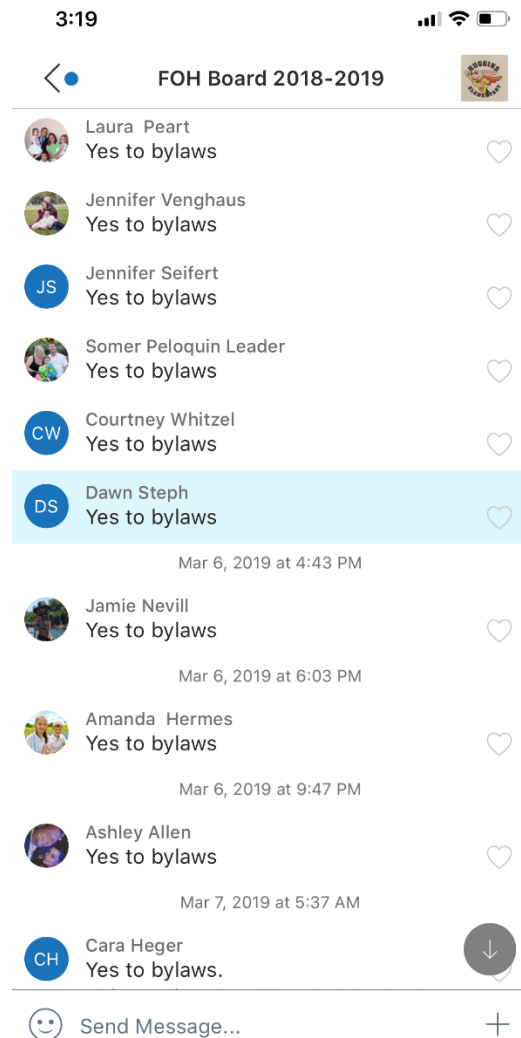 3:19
FOH Board 2018-2019
HUGGINS
ELEMENTARY
Laura Peart
Yes to bylaws
Jennifer Venghaus
Yes to bylaws
JS
Jennifer Seifert
Yes to bylaws
Somer Peloquin Leader
Yes to bylaws
CW
Courtney Whitzel
Yes to bylaws
DS
Dawn Steph
Yes to bylaws
Mar 6, 2019 at 4:43 PM
Jamie Nevill
Yes to bylaws
Mar 6, 2019 at 6:03 PM
Amanda Hermes
Yes to bylaws
Mar 6, 2019 at 9:47 PM
Ashley Allen
Yes to bylaws
Mar 7, 2019 at 5:37 AM
CH
Cara Heger
Yes to bylaws.
Send Message...